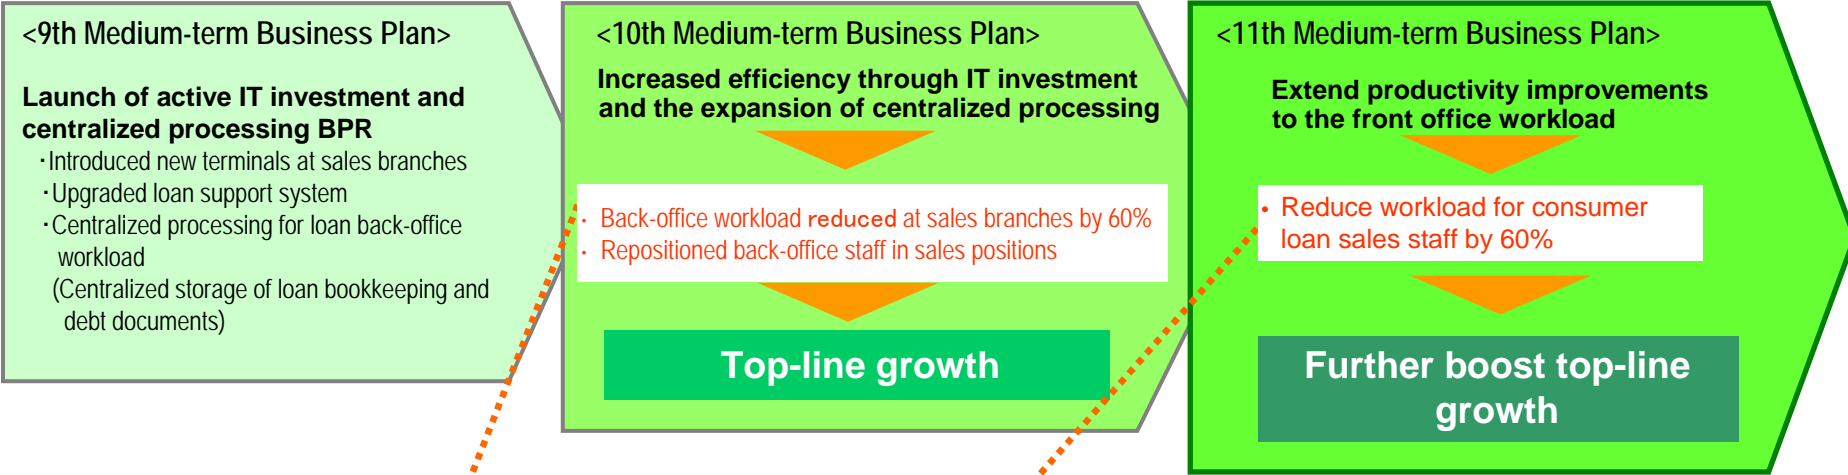 <9th Medium-term Business Plan>
Launch of active IT investment and
centralized processing BPR
・Introduced new terminals at sales branches
・Upgraded loan support system
・Centralized processing for loan back-office
workload
(Centralized storage of loan bookkeeping and
debt documents)
<10th Medium-term Business Plan>
Increased efficiency through IT investment
and the expansion of centralized processing
・ Back-office workload reduced at sales branches by 60%
・ Repositioned back-office staff in sales positions
Top-line growth
<11th Medium-term Business Plan>
Extend productivity improvements
to the front office workload
• Reduce workload for consumer
loan sales staff by 60%
Further boost top-line
growth